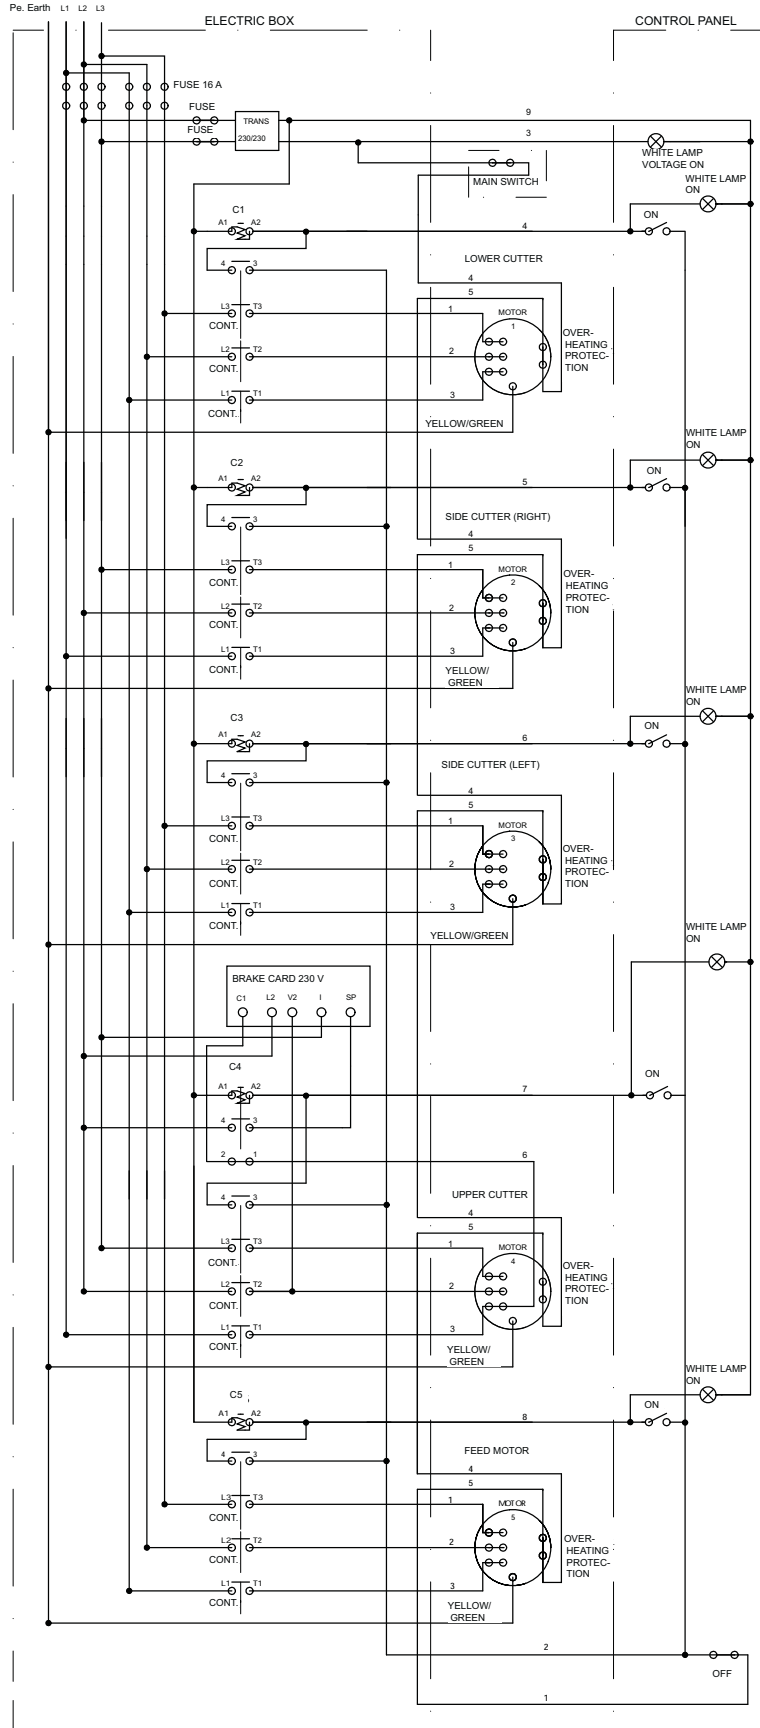 Pe. Earth L1 L2 L3
ELECTRIC BOX
CONTROL PANEL
FUSE 16 A
FUSE
TRANS
230/230
FUSE
9
3
WHITE LAMP
VOLTAGE ON
MAIN SWITCH
WHITE LAMP
ON
C1
A1 A2
4
ON
LOWER CUTTER
4 3
4
5
L3 T3
CONT.
1
MOTOR
1
OVER-
HEATING
PROTEC-
TION
L2 T2
CONT.
2
L1 T1
CONT.
3
YELLOW/GREEN
WHITE LAMP
ON
C2
A1 A2
5
ON
SIDE CUTTER (RIGHT)
4 3
4
5
L3 T3
CONT.
1
MOTOR
2
OVER-
HEATING
PROTEC-
TION
L2 T2
CONT.
2
L1 T1
CONT.
3
YELLOW/
GREEN
WHITE LAMP
ON
C3
A1 A2
6
ON
SIDE CUTTER (LEFT)
4 3
4
5
L3 T3
CONT.
1
MOTOR
3
OVER-
HEATING
PROTEC-
TION
L2 T2
CONT.
2
L1 T1
CONT.
3
YELLOW/GREEN
WHITE LAMP
ON
BRAKE CARD 230 V
C1 L2 V2 I SP
C4
A1 A2
7
ON
4 3
2 1
6
UPPER CUTTER
4 3
4
5
L3 T3
CONT.
1
MOTOR
4
OVER-
HEATING
PROTEC-
TION
L2 T2
CONT.
2
L1 T1
CONT.
3
YELLOW/
GREEN
WHITE LAMP
ON
C5
A1 A2
8
ON
FEED MOTOR
4 3
4
5
L3 T3
CONT.
1
MOTOR
5
OVER-
HEATING
PROTEC-
TION
L2 T2
CONT.
2
L1 T1
CONT.
3
YELLOW/
GREEN
2
OFF
1